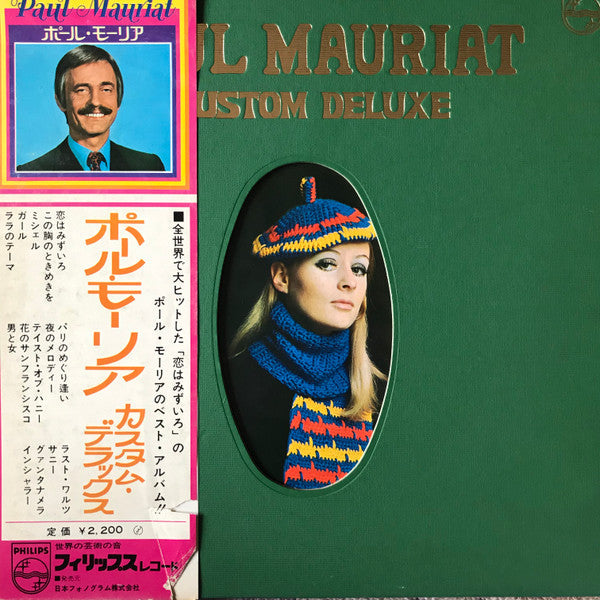 Paul Mauriat
ポール・モーリア
UL MAURIAT
USTOM DELUXE
PHILIPS
■全世界で大ヒットした「恋はみずいろ」の
ポール・モーリアのベスト・アルバム!!
ポール・モーリア
カスタム・
デラックス
恋はみずいろ
この胸のときめきを
ミシェル
ガール
ララのテーマ
パリのめぐり逢い
夜のメロディー
テイスト・オブ・ハニー
花のサンフランシスコ
男と女
ラスト・ワルツ
サニー
グァンタナメラ
インシャラー
定価 ¥2,200
PHILIPS
世界の芸術の音
フィリップスレコード
■発売元
日本フォノグラム株式会社